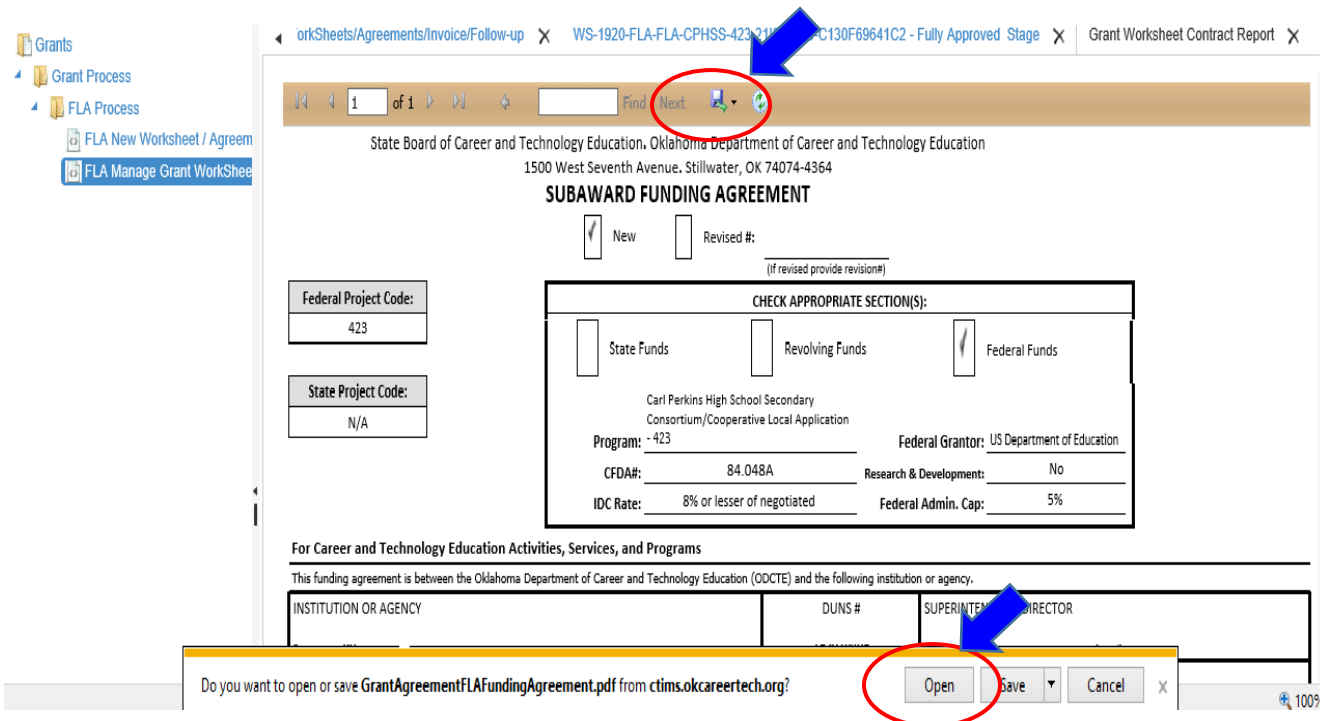 Grants
Grant Process
FLA Process
FLA New Worksheet / Agreem
FLA Manage Grant WorkShee
orkSheets/Agreements/Invoice/Follow-up X WS-1920-FLA-FLA-CPHSS-423 C130F69641C2 - Fully Approved Stage X Grant Worksheet Contract Report X
1 of 1 Find Next
State Board of Career and Technology Education. Oklahoma Department of Career and Technology Education
1500 West Seventh Avenue. Stillwater, OK 74074-4364
SUBAWARD FUNDING AGREEMENT
New Revised #:
(If revised provide revision#)
Federal Project Code:
423
State Project Code:
N/A
CHECK APPROPRIATE SECTION(S):
State Funds Revolving Funds Federal Funds
Carl Perkins High School Secondary
Consortium/Cooperative Local Application
Program: - 423 Federal Grantor: US Department of Education
CFDA#: 84.048A Research & Development: No
IDC Rate: 8% or lesser of negotiated Federal Admin. Cap: 5%
For Career and Technology Education Activities, Services, and Programs
This funding agreement is between the Oklahoma Department of Career and Technology Education (ODCTE) and the following institution or agency.
INSTITUTION OR AGENCY DUNS # SUPERINTEN IRECTOR
Do you want to open or save GrantAgreementFLAFundingAgreement.pdf from ctims.okcareertech.org? Open Save Cancel x
100%